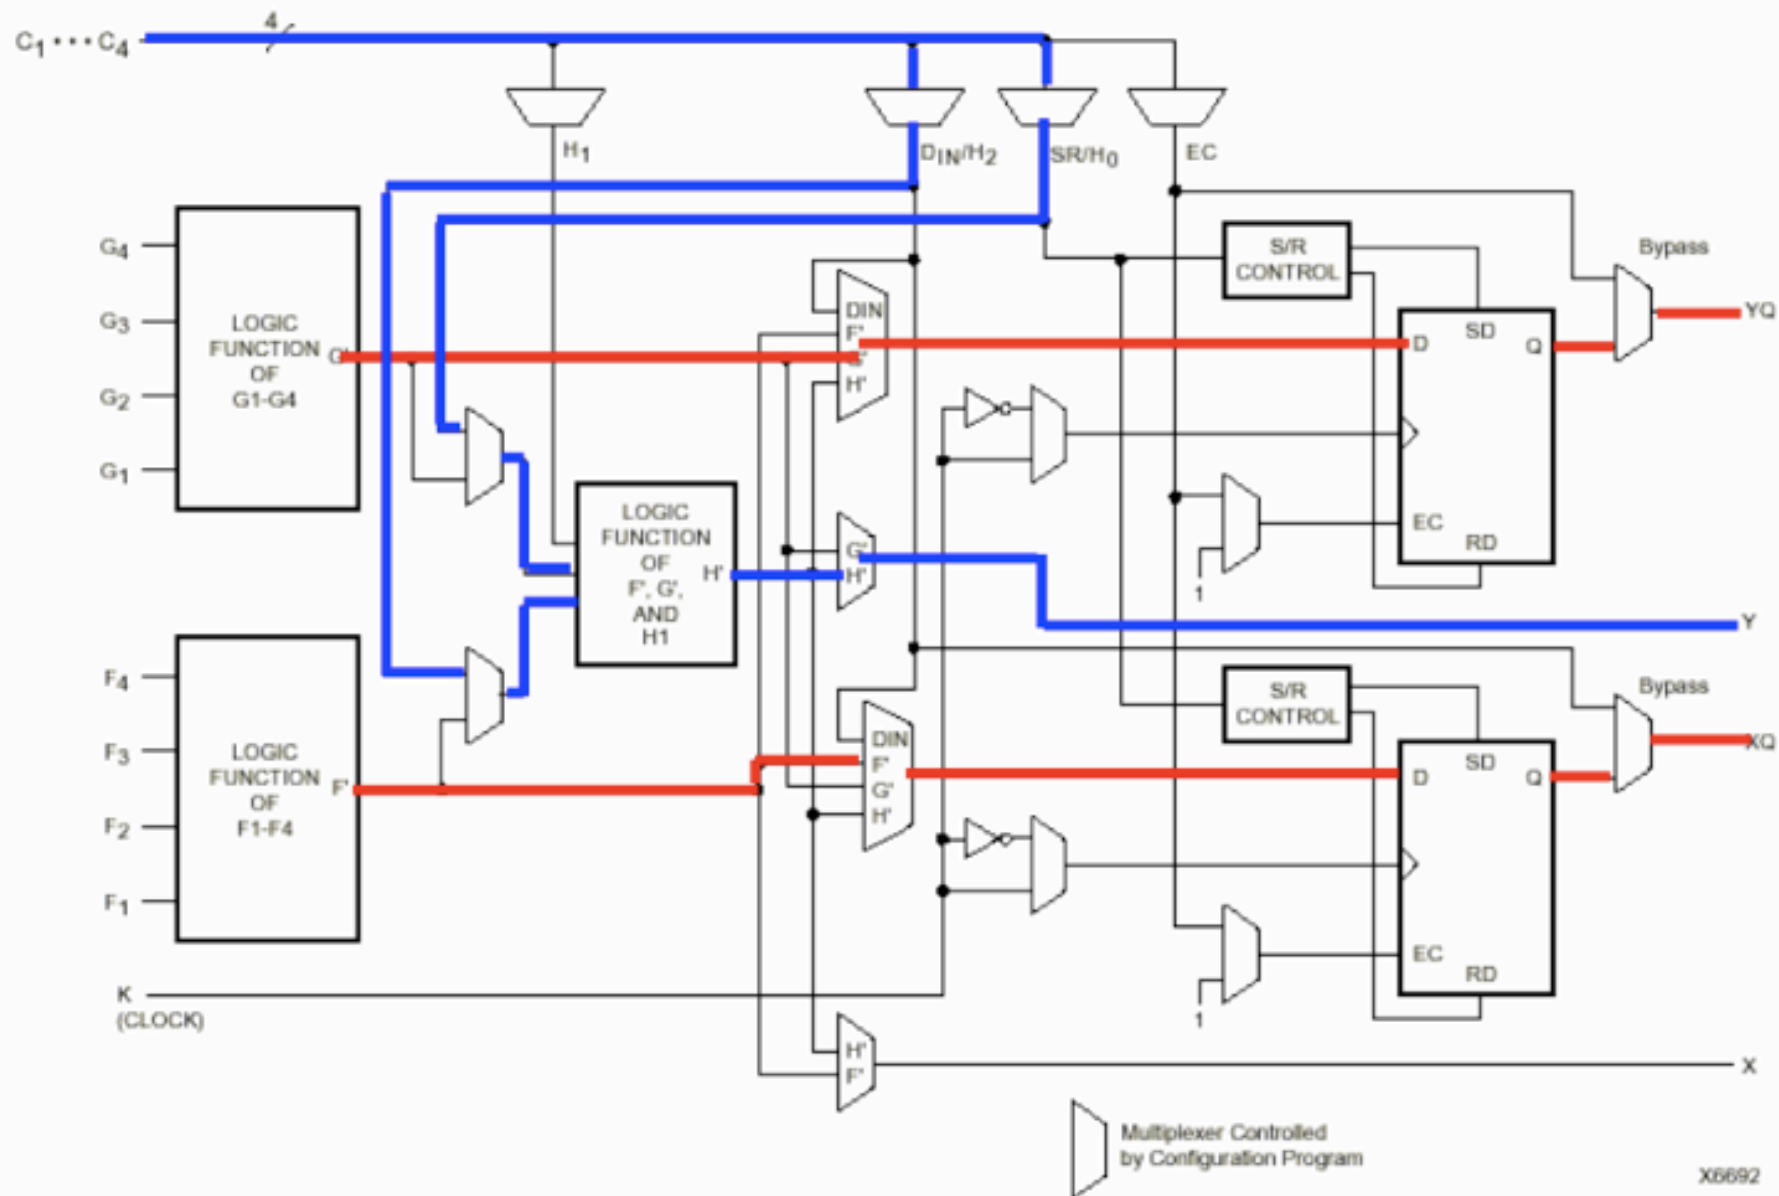 4
C1 • • • C4
H1
DIN/H2
SR/H0
EC
G4
G3
G2
G1
LOGIC
FUNCTION
OF
G1-G4
G'
DIN
F'
G'
H'
S/R
CONTROL
Bypass
YQ
D
SD
Q
EC
RD
1
LOGIC
FUNCTION
OF
F', G',
AND
H1
H'
G'
H'
Y
F4
F3
F2
F1
LOGIC
FUNCTION
OF
F1-F4
F'
DIN
F'
G'
H'
S/R
CONTROL
Bypass
XQ
D
SD
Q
EC
RD
1
K
(CLOCK)
H'
F'
X
Multiplexer Controlled
by Configuration Program
X6692